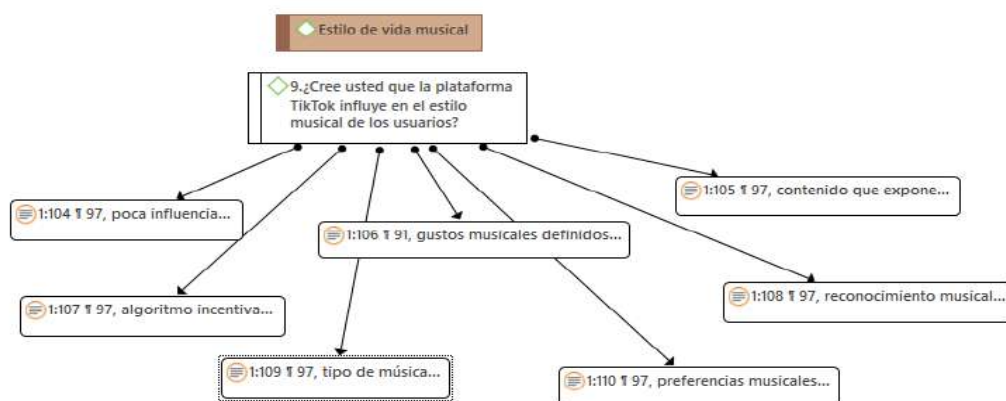 Estilo de vida musical
9.¿Cree usted que la plataforma
TikTok influye en el estilo
musical de los usuarios?
1:105 ¶ 97, contenido que expone...
1:104 ¶ 97, poca influencia...
1:106 ¶ 91, gustos musicales definidos...
1:107 ¶ 97, algoritmo incentiva...
1:108 ¶ 97, reconocimiento musical...
1:109 ¶ 97, tipo de música...
1:110 ¶ 97, preferencias musicales...